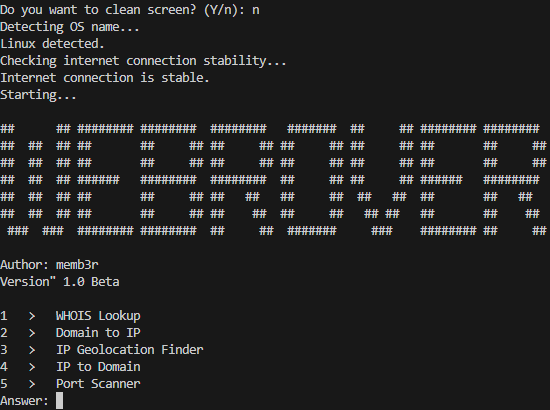 Do you want to clean screen? (Y/n): n
Detecting OS name...
Linux detected.
Checking internet connection stability...
Internet connection is stable.
Starting...
WEBROVER
Author: memb3r
Version" 1.0 Beta
1 > WHOIS Lookup
2 > Domain to IP
3 > IP Geolocation Finder
4 > IP to Domain
5 > Port Scanner
Answer: